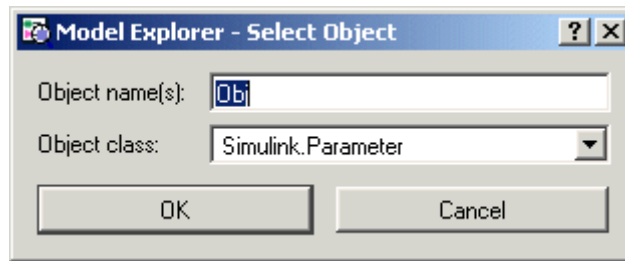 Model Explorer - Select Object
Object name(s): Obj
Object class: Simulink.Parameter
OK Cancel